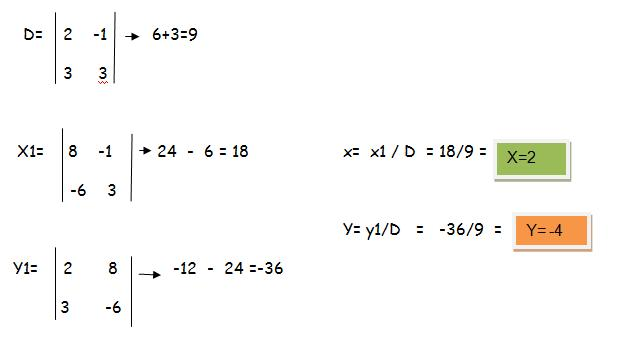 D= 2 -1 → 6+3=9
3 3
X1= 8 -1 → 24 - 6 = 18
-6 3
x= x1 / D = 18/9 = X=2
Y1= 2 8 → -12 - 24 =-36
3 -6
Y= y1/D = -36/9 = Y= -4